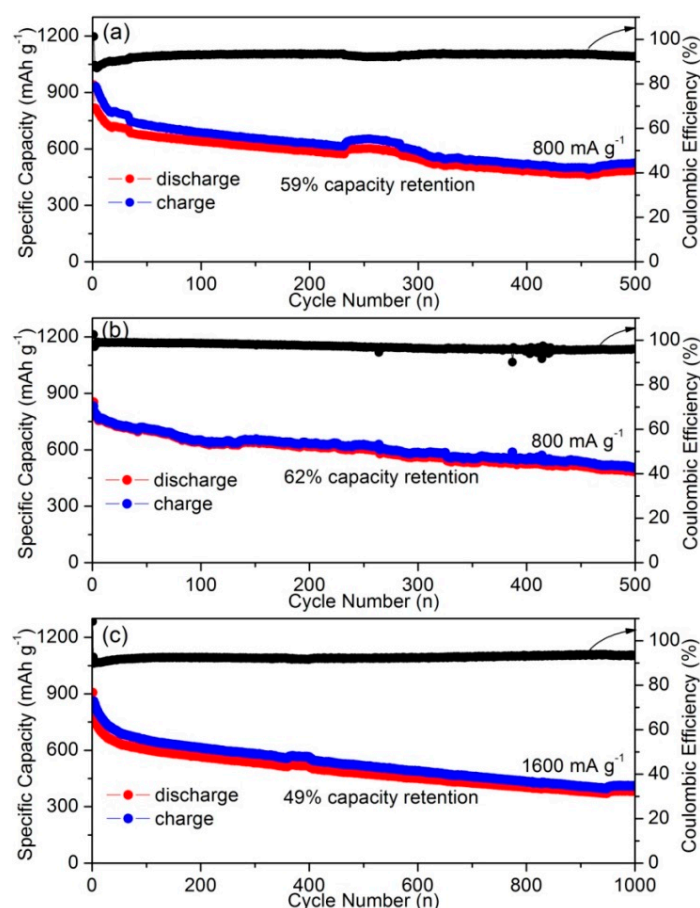 (a)
1200
900
600
300
0
Specific Capacity (mAh g⁻¹)
100
80
60
40
20
0
Coulombic Efficiency (%)
800 mA g⁻¹
discharge
charge
59% capacity retention
0
100
200
300
400
500
Cycle Number (n)
(b)
1200
900
600
300
0
Specific Capacity (mAh g⁻¹)
100
80
60
40
20
0
Coulombic Efficiency (%)
800 mA g⁻¹
discharge
charge
62% capacity retention
0
100
200
300
400
500
Cycle Number (n)
(c)
1200
900
600
300
0
Specific Capacity (mAh g⁻¹)
100
80
60
40
20
0
Coulombic Efficiency (%)
1600 mA g⁻¹
discharge
charge
49% capacity retention
0
200
400
600
800
1000
Cycle Number (n)